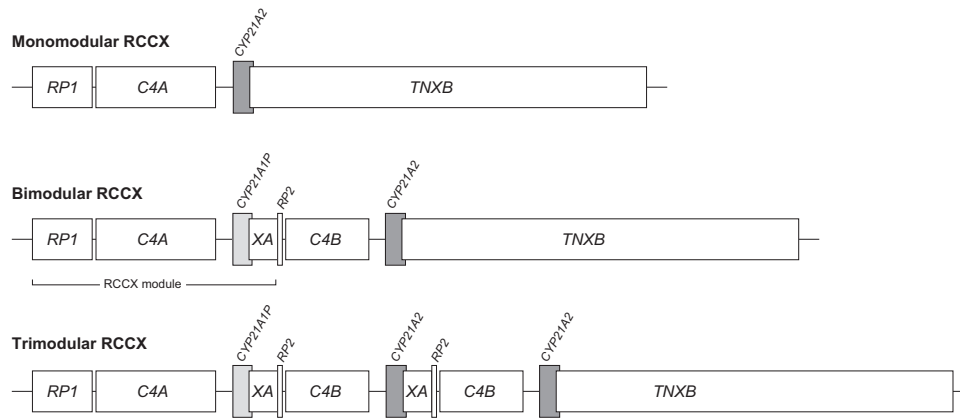 CYP21A2
Monomodular RCCX
RP1 C4A TNXB
CYP21A1P RP2 CYP21A2
Bimodular RCCX
RP1 C4A XA C4B TNXB
RCCX module
CYP21A1P RP2 CYP21A2 RP2 CYP21A2
Trimodular RCCX
RP1 C4A XA C4B XA C4B TNXB